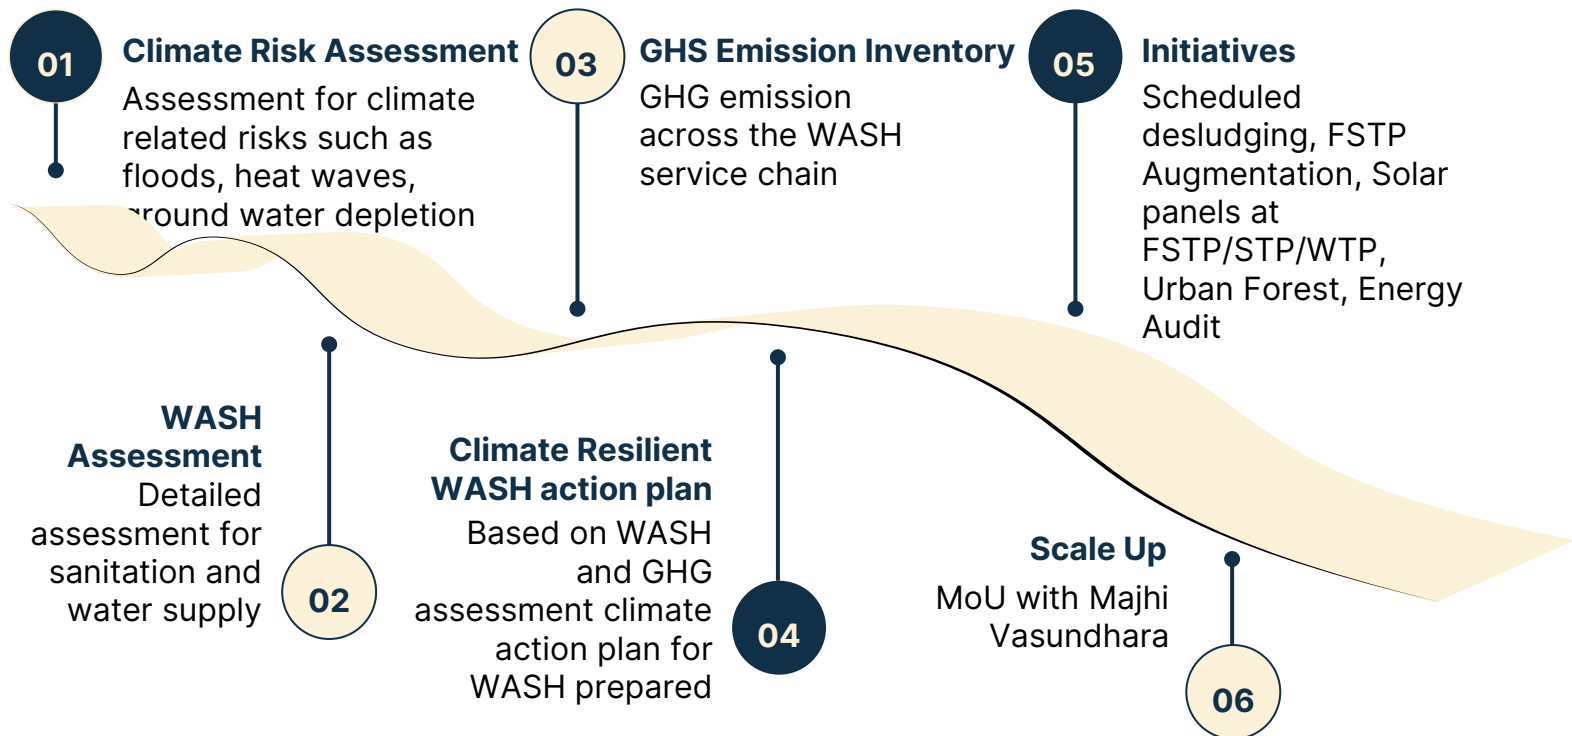 01
Climate Risk Assessment
Assessment for climate
related risks such as
floods, heat waves,
ground water depletion
02
WASH
Assessment
Detailed
assessment for
sanitation and
water supply
03
GHS Emission Inventory
GHG emission
across the WASH
service chain
04
Climate Resilient
WASH action plan
Based on WASH
and GHG
assessment climate
action plan for
WASH prepared
05
Initiatives
Scheduled
desludging, FSTP
Augmentation, Solar
panels at
FSTP/STP/WTP,
Urban Forest, Energy
Audit
06
Scale Up
MoU with Majhi
Vasundhara